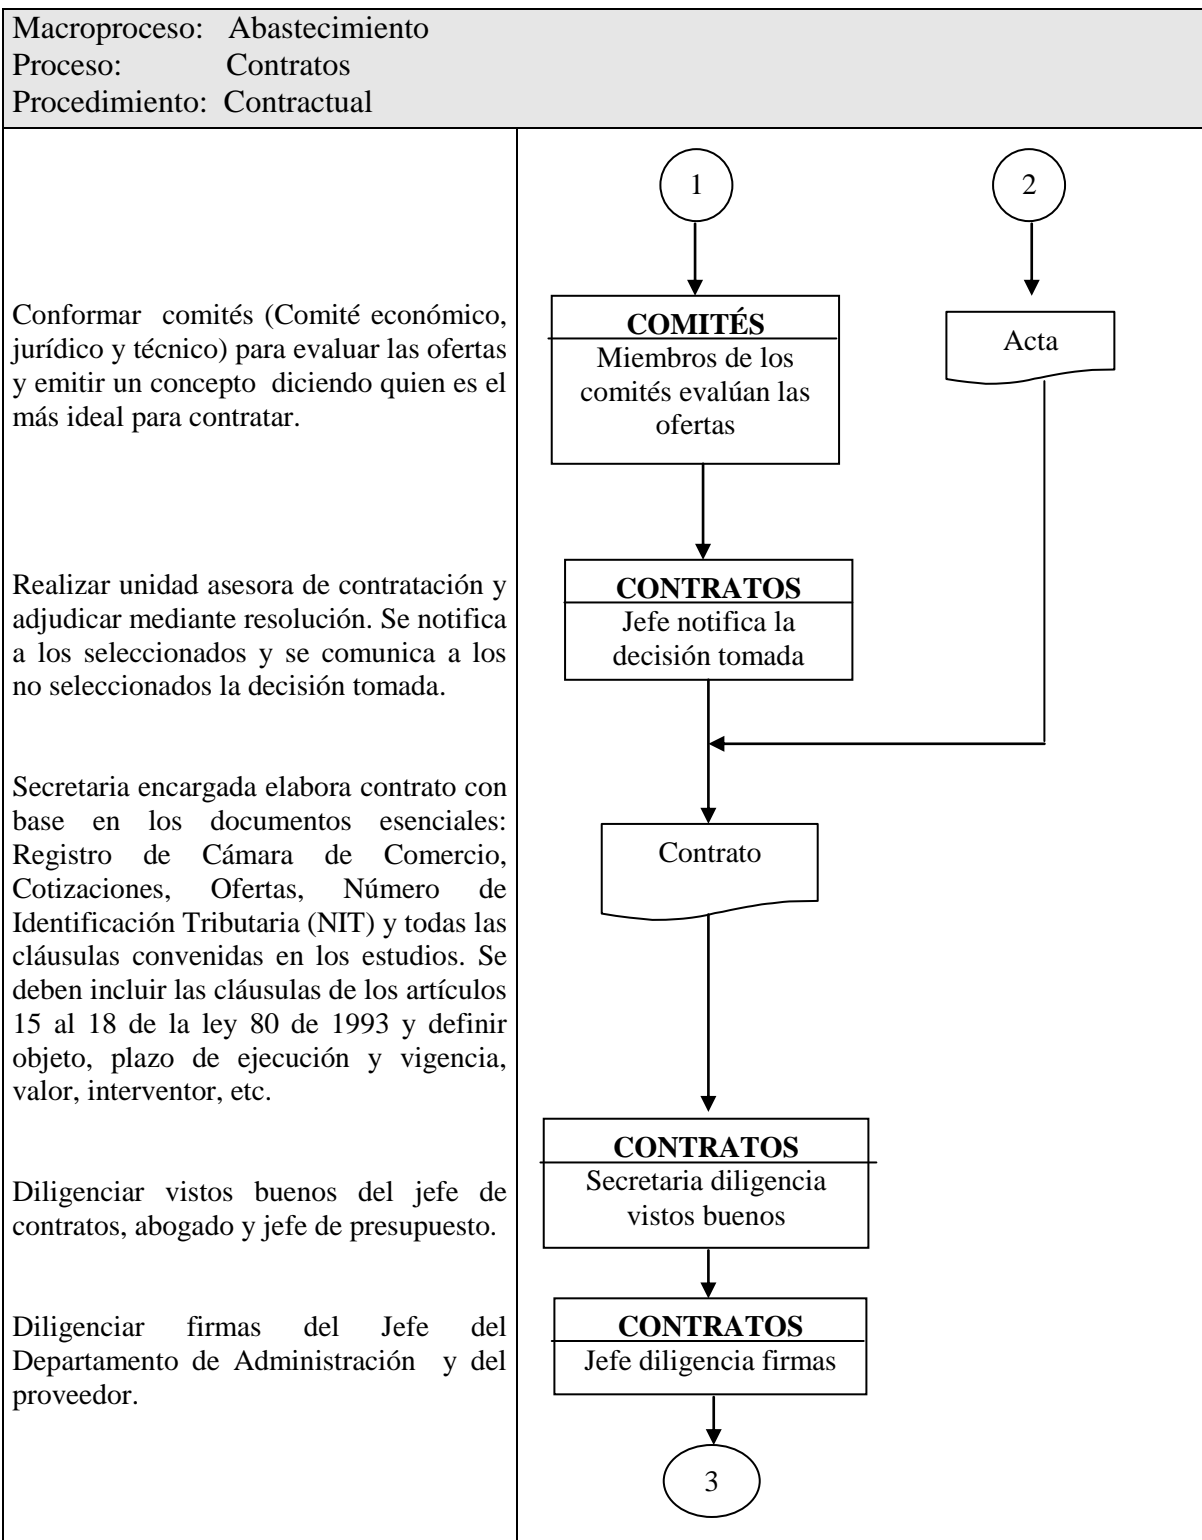 Macroproceso: Abastecimiento
Proceso: Contratos
Procedimiento: Contractual
1
2
Conformar comités (Comité económico,
jurídico y técnico) para evaluar las ofertas
y emitir un concepto diciendo quien es el
más ideal para contratar.
COMITÉS
Miembros de los
comités evalúan las
ofertas
Acta
Realizar unidad asesora de contratación y
adjudicar mediante resolución. Se notifica
a los seleccionados y se comunica a los
no seleccionados la decisión tomada.
CONTRATOS
Jefe notifica la
decisión tomada
Secretaria encargada elabora contrato con
base en los documentos esenciales:
Registro de Cámara de Comercio,
Cotizaciones, Ofertas, Número de
Identificación Tributaria (NIT) y todas las
cláusulas convenidas en los estudios. Se
deben incluir las cláusulas de los artículos
15 al 18 de la ley 80 de 1993 y definir
objeto, plazo de ejecución y vigencia,
valor, interventor, etc.
Contrato
Diligenciar vistos buenos del jefe de
contratos, abogado y jefe de presupuesto.
CONTRATOS
Secretaria diligencia
vistos buenos
Diligenciar firmas del Jefe del
Departamento de Administración y del
proveedor.
CONTRATOS
Jefe diligencia firmas
3